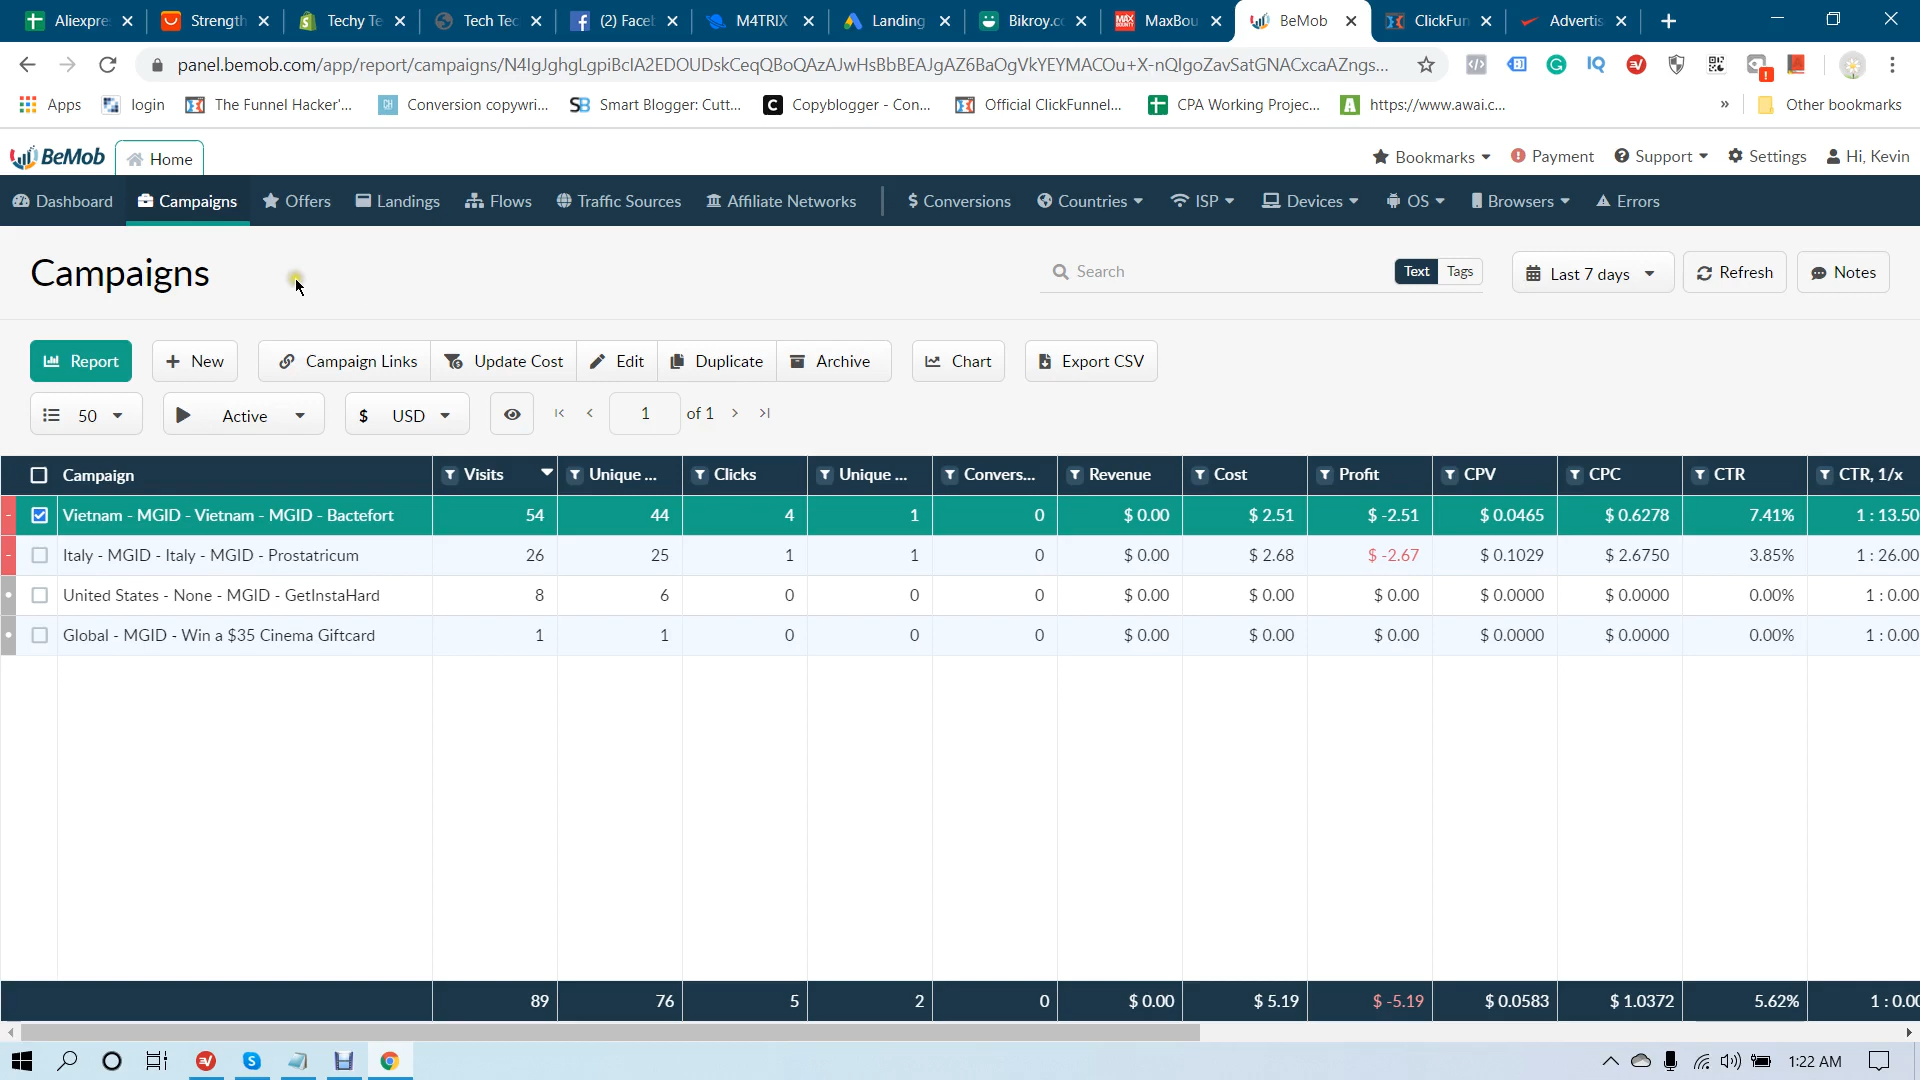 Aliexpre
Strength
Techy Te
Tech Tec
(2) Faceb
M4TRIX
Landing
Bikroy.co
MaxBou
BeMob
ClickFun
Advertis
panel.bemob.com/app/report/campaigns/N4IgJghgLgpiBcIA2EDOUDskCeqQBoQAzAJwHsBbBEAJgAZ6BaOgVkYEYMACOu+X-nQIgoZavSatGNACxcaAZngs...
Apps
login
The Funnel Hacker'...
Conversion copywri...
Smart Blogger: Cutt...
Copyblogger - Con...
Official ClickFunnel...
CPA Working Projec...
https://www.awai.c...
»
Other bookmarks
BeMob
Home
Bookmarks
Payment
Support
Settings
Hi, Kevin
Dashboard
Campaigns
Offers
Landings
Flows
Traffic Sources
Affiliate Networks
$ Conversions
Countries
ISP
Devices
OS
Browsers
Errors
Campaigns
Search
Text
Tags
Last 7 days
Refresh
Notes
Report
+ New
Campaign Links
Update Cost
Edit
Duplicate
Archive
Chart
Export CSV
50
Active
$ USD
1 of 1
Campaign Visits Unique ... Clicks Unique ... Convers... Revenue Cost Profit CPV CPC CTR CTR, 1/x
Vietnam - MGID - Vietnam - MGID - Bactefort 54 44 4 1 0 $ 0.00 $ 2.51 $ -2.51 $ 0.0465 $ 0.6278 7.41% 1 : 13.50
Italy - MGID - Italy - MGID - Prostatricum 26 25 1 1 0 $ 0.00 $ 2.68 $ -2.67 $ 0.1029 $ 2.6750 3.85% 1 : 26.00
United States - None - MGID - GetInstaHard 8 6 0 0 0 $ 0.00 $ 0.00 $ 0.00 $ 0.0000 $ 0.0000 0.00% 1 : 0.00
Global - MGID - Win a $35 Cinema Giftcard 1 1 0 0 0 $ 0.00 $ 0.00 $ 0.00 $ 0.0000 $ 0.0000 0.00% 1 : 0.00
89 76 5 2 0 $ 0.00 $ 5.19 $ -5.19 $ 0.0583 $ 1.0372 5.62% 1 : 0.00
1:22 AM